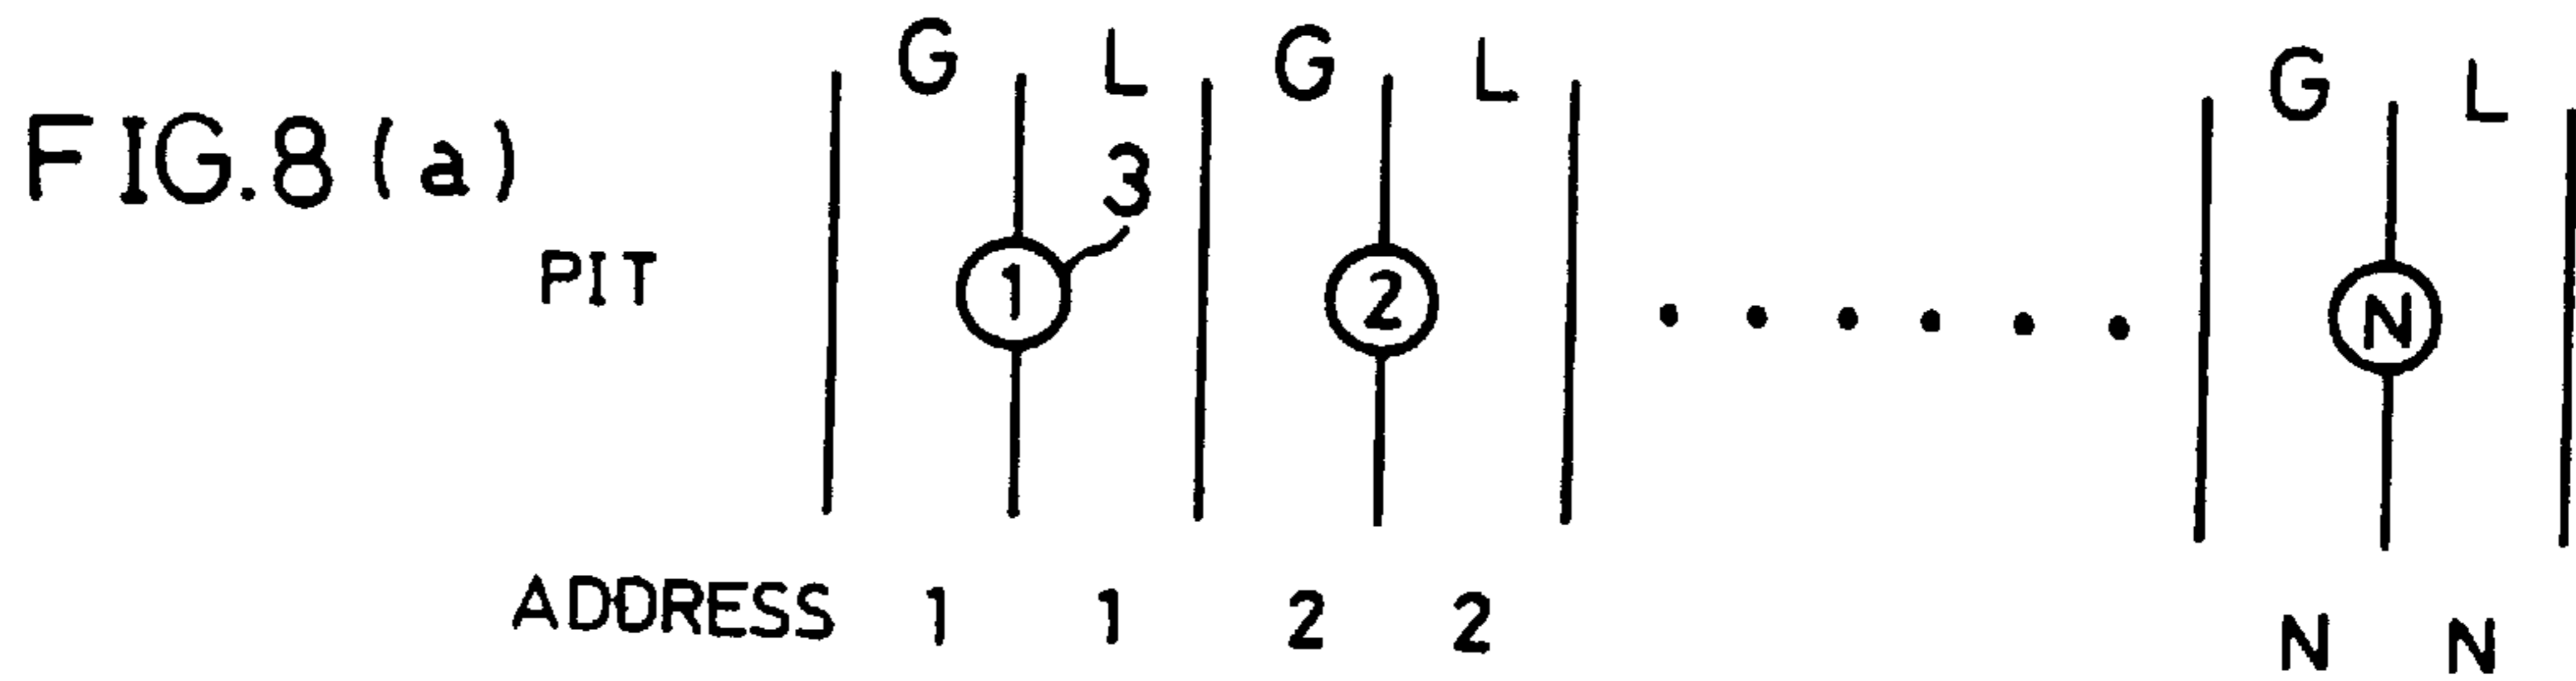 G L G L G L
FIG.8(a)
3
PIT 1 2 ...... N
ADDRESS 1 1 2 2 N N